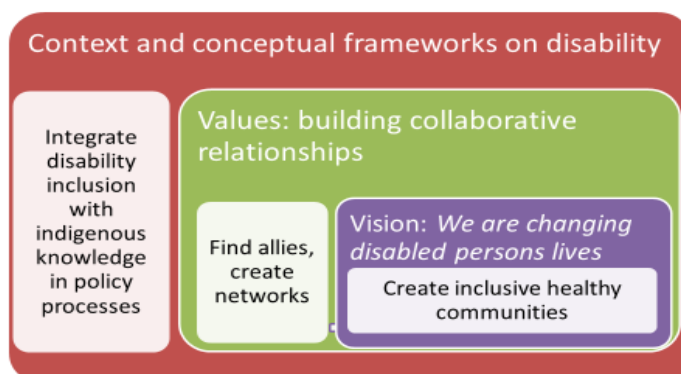 Context and conceptual frameworks on disability
Integrate
disability
inclusion
with
indigenous
knowledge
in policy
processes
Values: building collaborative
relationships
Find allies,
create
networks
Vision: We are changing
disabled persons lives
Create inclusive healthy
communities